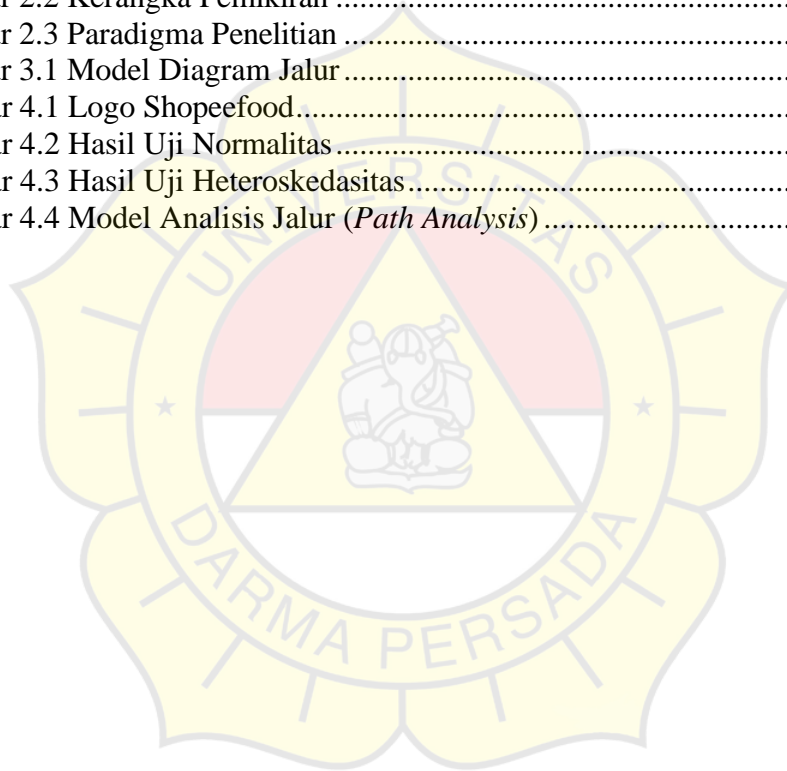 r 2.2 Kerangka Pemikiran ........................................................
r 2.3 Paradigma Penelitian .......................................................
r 3.1 Model Diagram Jalur.......................................................
r 4.1 Logo Shopeefood.............................................................
r 4.2 Hasil Uji Normalitas ........................................................
r 4.3 Hasil Uji Heteroskedasitas ...............................................
r 4.4 Model Analisis Jalur (Path Analysis) ...............................
UNIVERSITAS
DARMA PERSADA